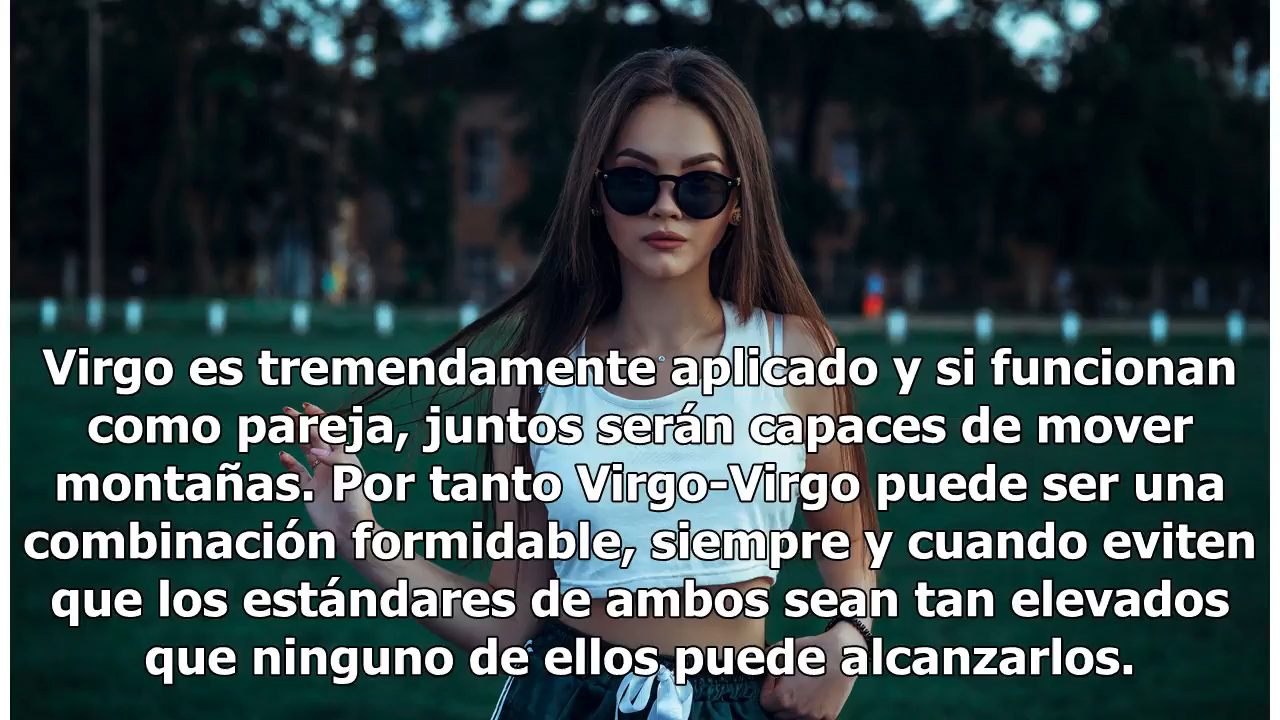 Virgo es tremendamente aplicado y si funcionan
como pareja, juntos serán capaces de mover
montañas. Por tanto Virgo-Virgo puede ser una
combinación formidable, siempre y cuando eviten
que los estándares de ambos sean tan elevados
que ninguno de ellos puede alcanzarlos.